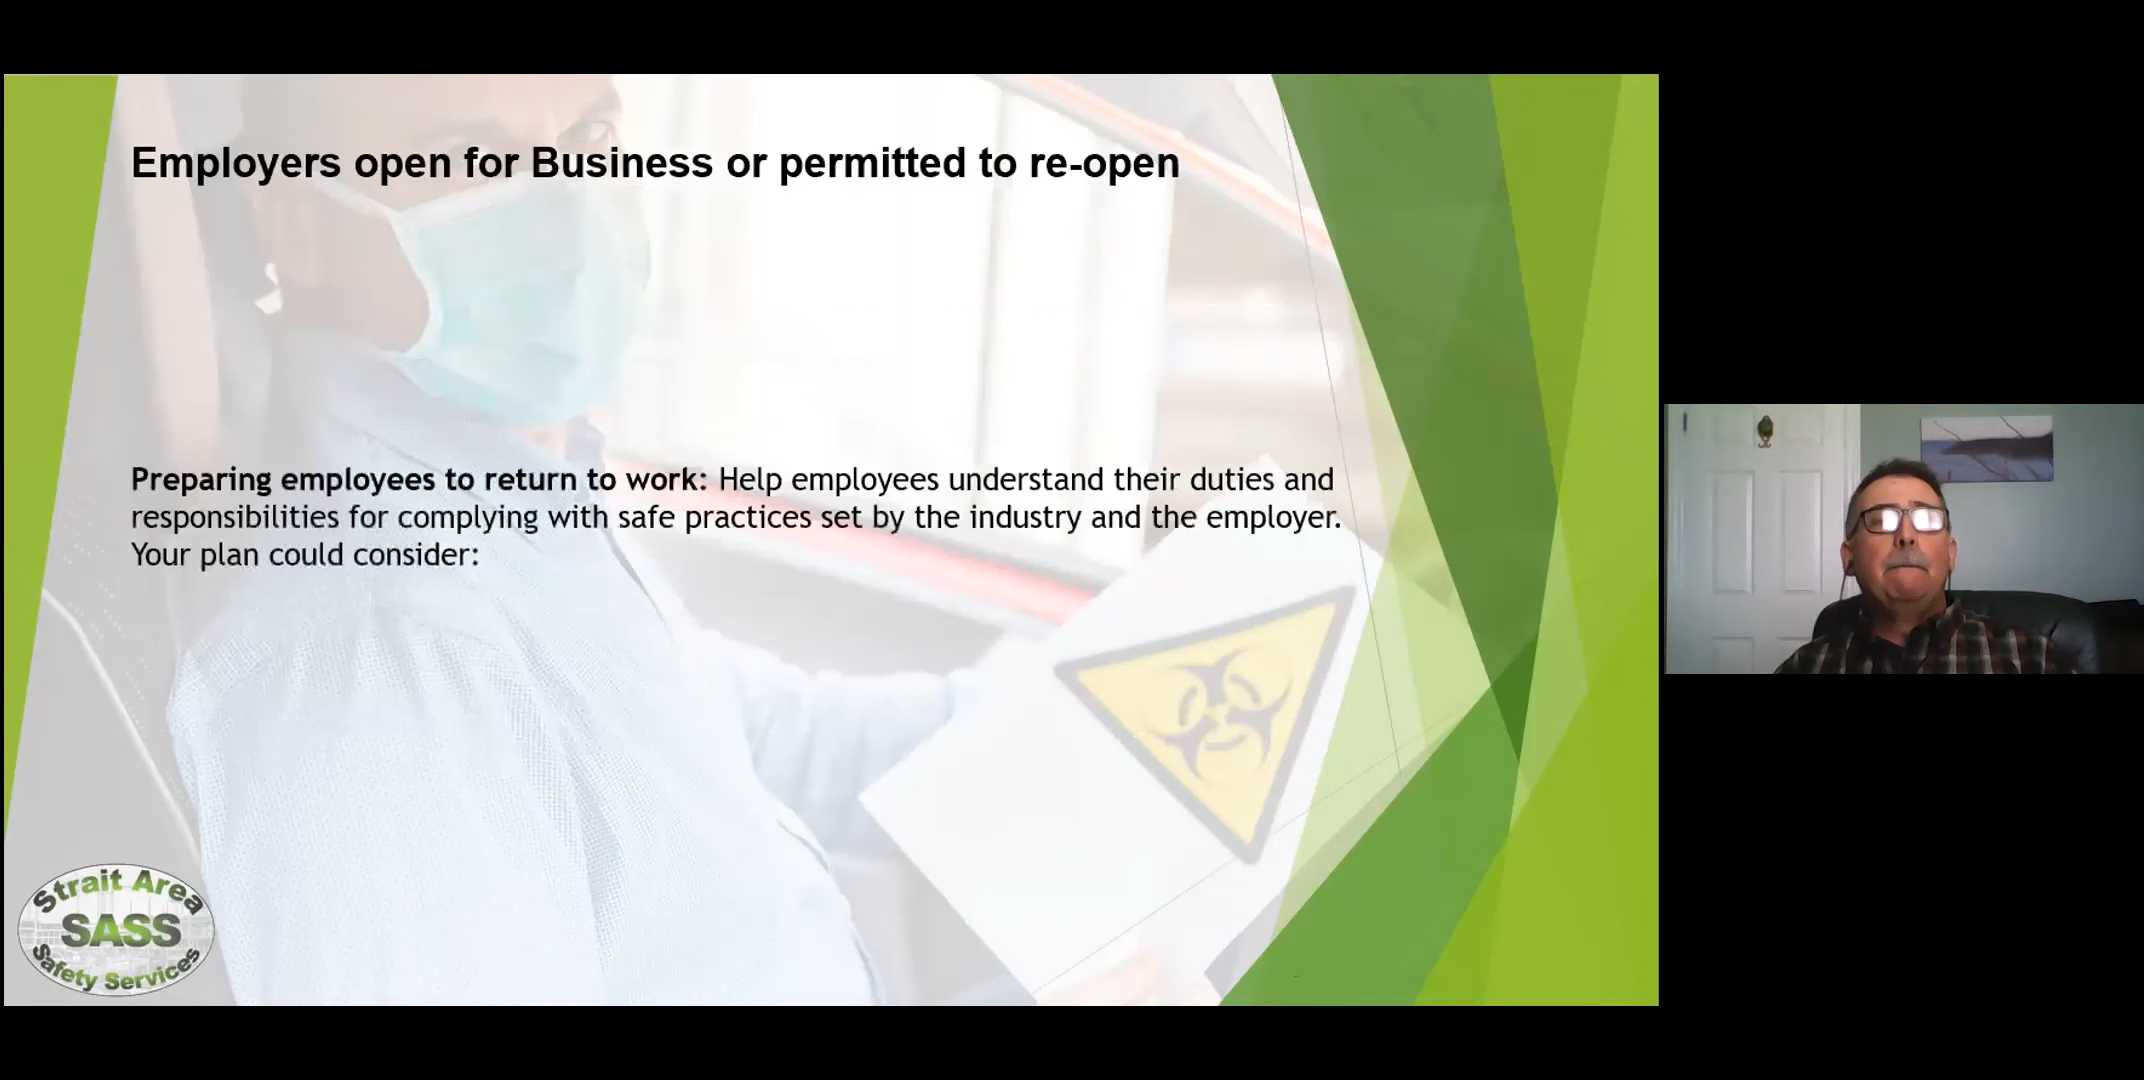 Employers open for Business or permitted to re-open
Preparing employees to return to work: Help employees understand their duties and
responsibilities for complying with safe practices set by the industry and the employer.
Your plan could consider:
Strait Area
SASS
Safety Services